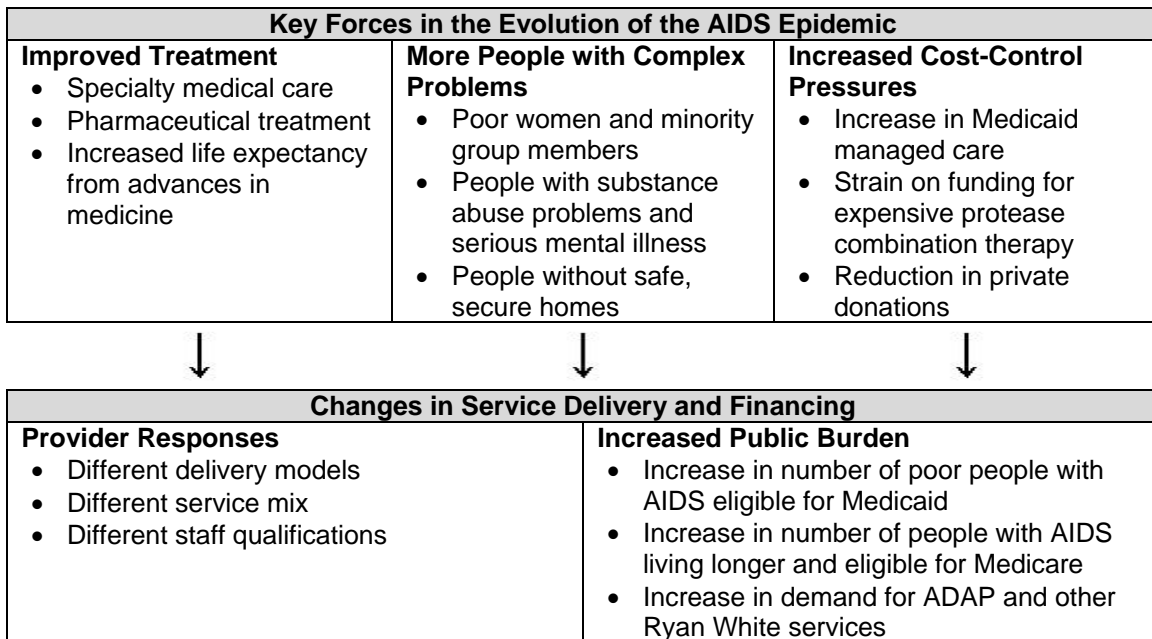 Key Forces in the Evolution of the AIDS Epidemic
Improved Treatment
• Specialty medical care
• Pharmaceutical treatment
• Increased life expectancy
from advances in
medicine
More People with Complex
Problems
• Poor women and minority
group members
• People with substance
abuse problems and
serious mental illness
• People without safe,
secure homes
Increased Cost-Control
Pressures
• Increase in Medicaid
managed care
• Strain on funding for
expensive protease
combination therapy
• Reduction in private
donations
Changes in Service Delivery and Financing
Provider Responses
• Different delivery models
• Different service mix
• Different staff qualifications
Increased Public Burden
• Increase in number of poor people with
AIDS eligible for Medicaid
• Increase in number of people with AIDS
living longer and eligible for Medicare
• Increase in demand for ADAP and other
Ryan White services